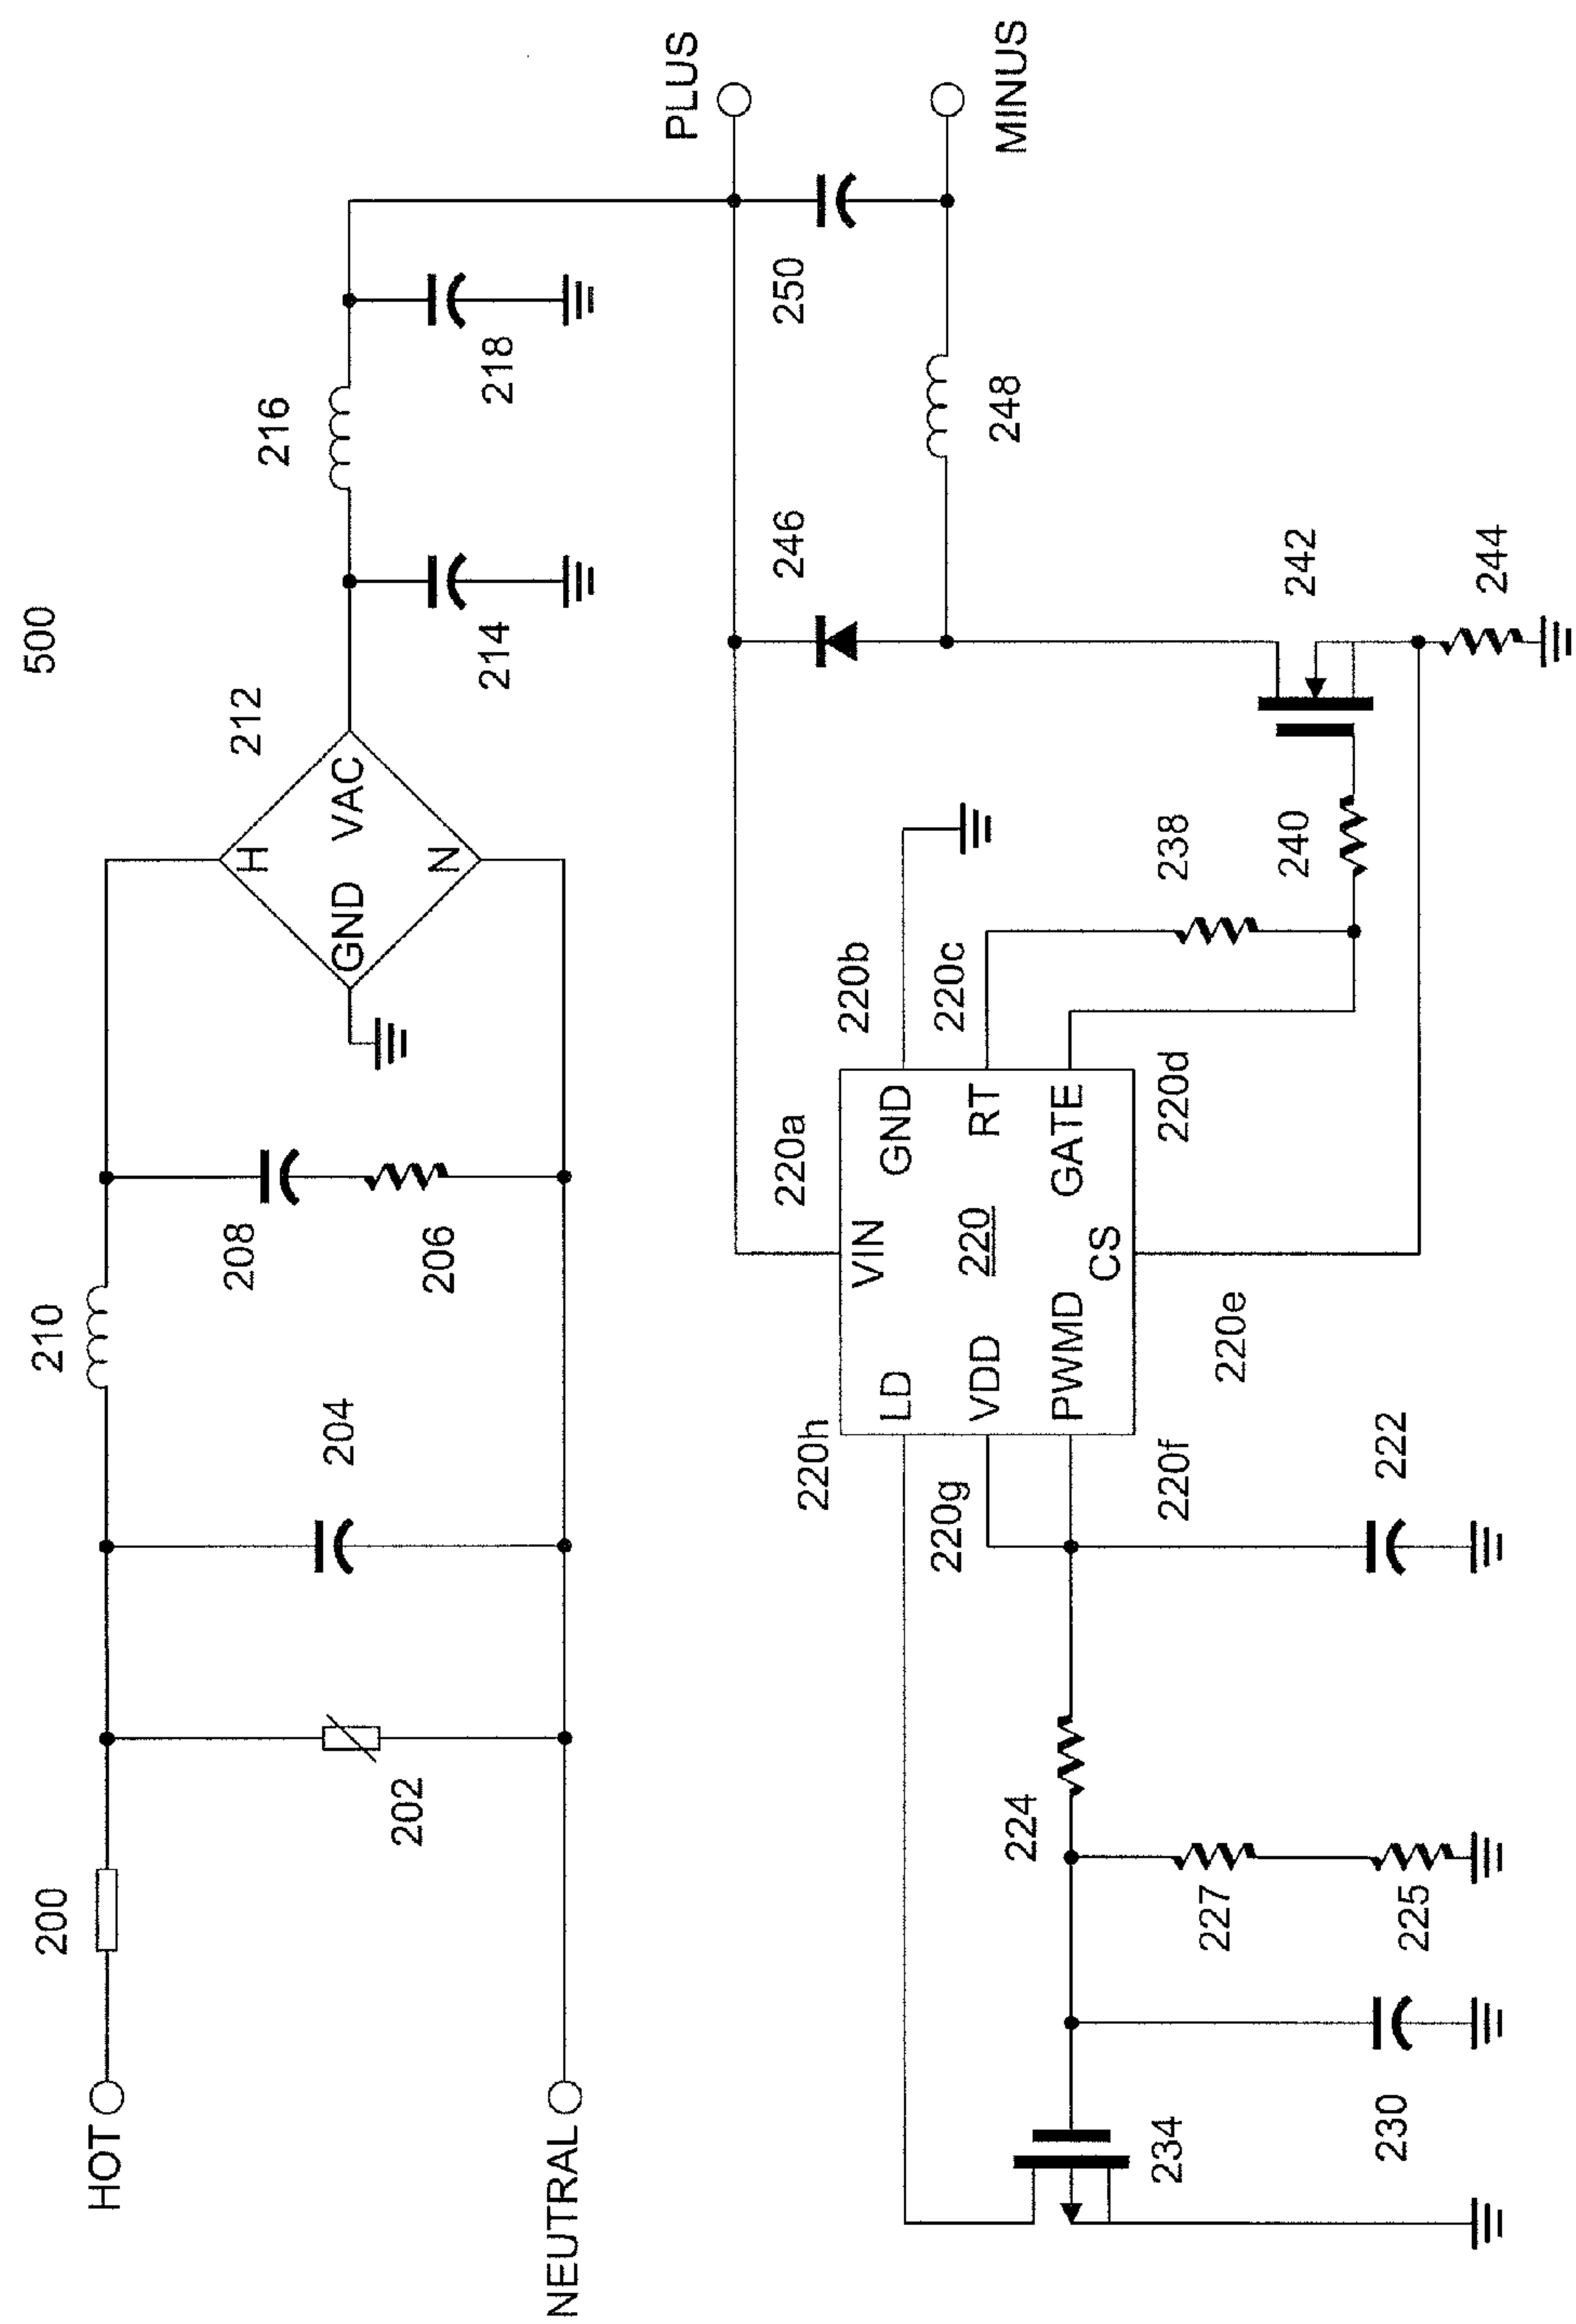 500
HOT
200
202
204
210
208
206
H
GND VAC
N
212
214
216
218
PLUS
MINUS
NEUTRAL
250
246
248
220a
220b
220c
220d
220e
220f
220g
220h
LD
VIN
GND
VDD
220
RT
PWMD
GATE
CS
238
240
242
244
222
224
227
225
230
234